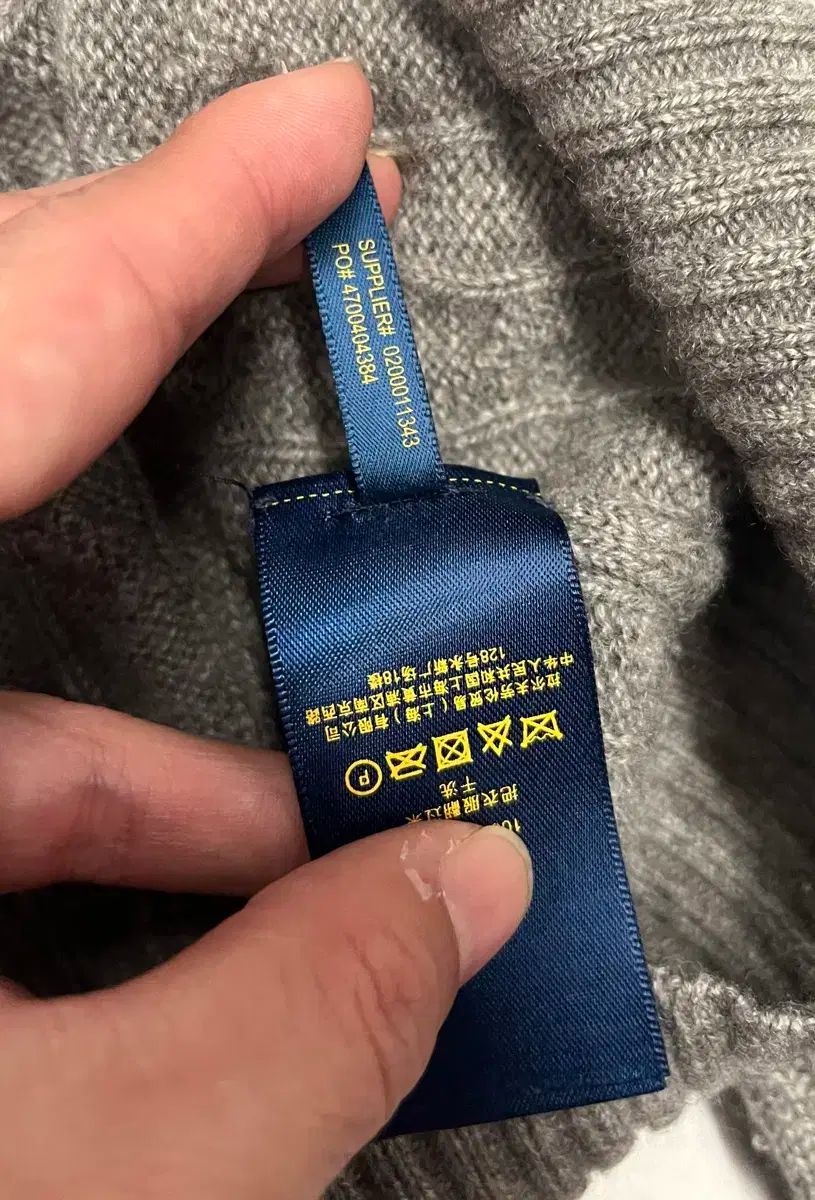 SUPPLIER# 0200011343
PO# 4700404384
把衣服翻过来
干洗
P
拉尔夫劳伦贸易（上海）有限公司
中华人民共和国上海市黄浦区南京西路
128号永新广场18楼